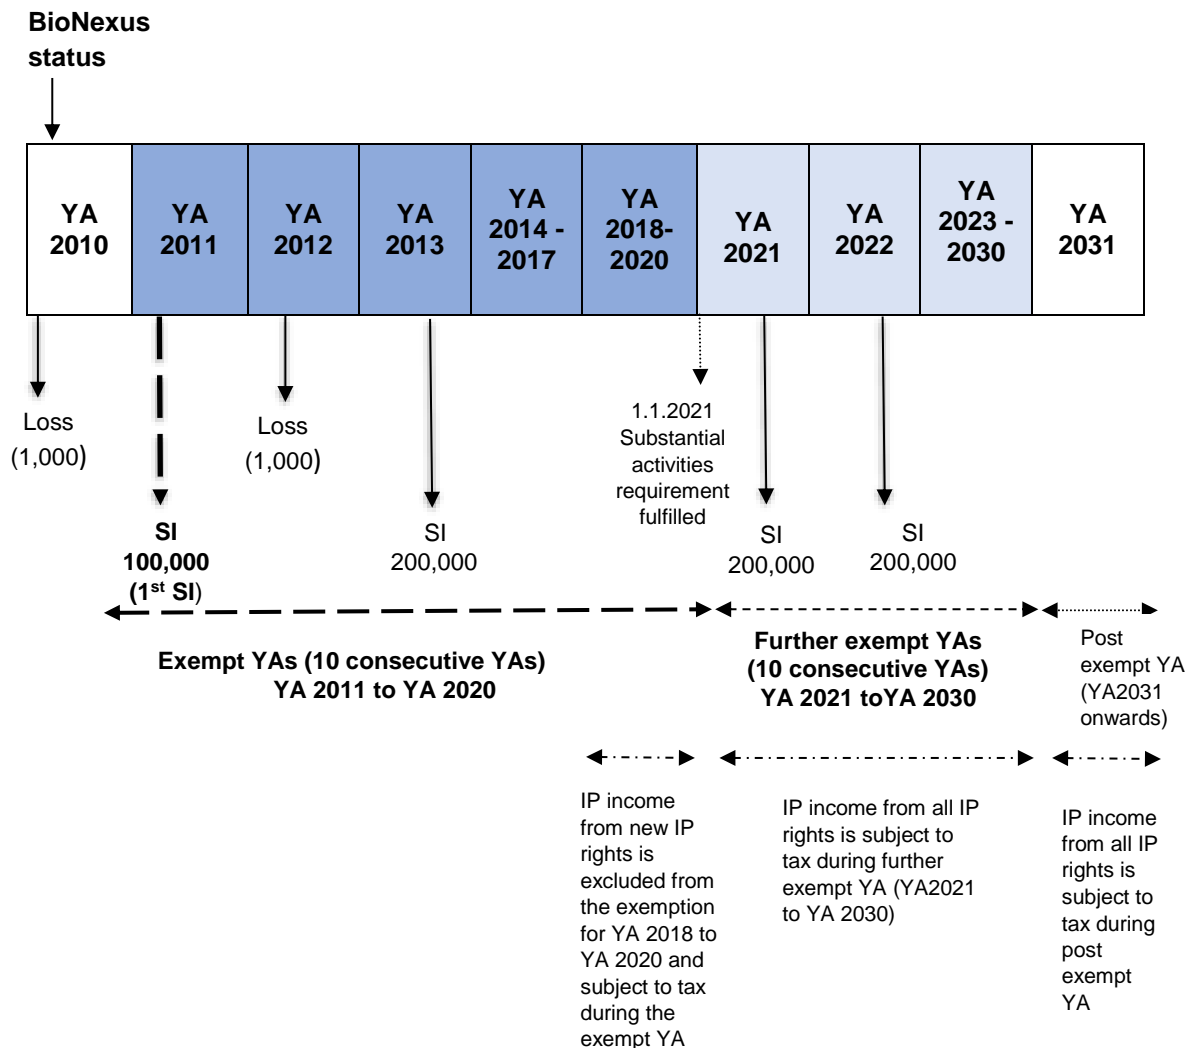 BioNexus
status
YA
2010
YA
2011
YA
2012
YA
2013
YA
2014 -
2017
YA
2018-
2020
YA
2021
YA
2022
YA
2023 -
2030
YA
2031
Loss
(1,000)
SI
100,000
(1st SI)
Loss
(1,000)
SI
200,000
1.1.2021
Substantial
activities
requirement
fulfilled
SI
200,000
SI
200,000
Exempt YAs (10 consecutive YAs)
YA 2011 to YA 2020
Further exempt YAs
(10 consecutive YAs)
YA 2021 toYA 2030
Post
exempt YA
(YA2031
onwards)
IP income
from new IP
rights is
excluded from
the exemption
for YA 2018 to
YA 2020 and
subject to tax
during the
exempt YA
IP income from all IP
rights is subject to
tax during further
exempt YA (YA2021
to YA 2030)
IP income
from all IP
rights is
subject to
tax during
post
exempt
YA